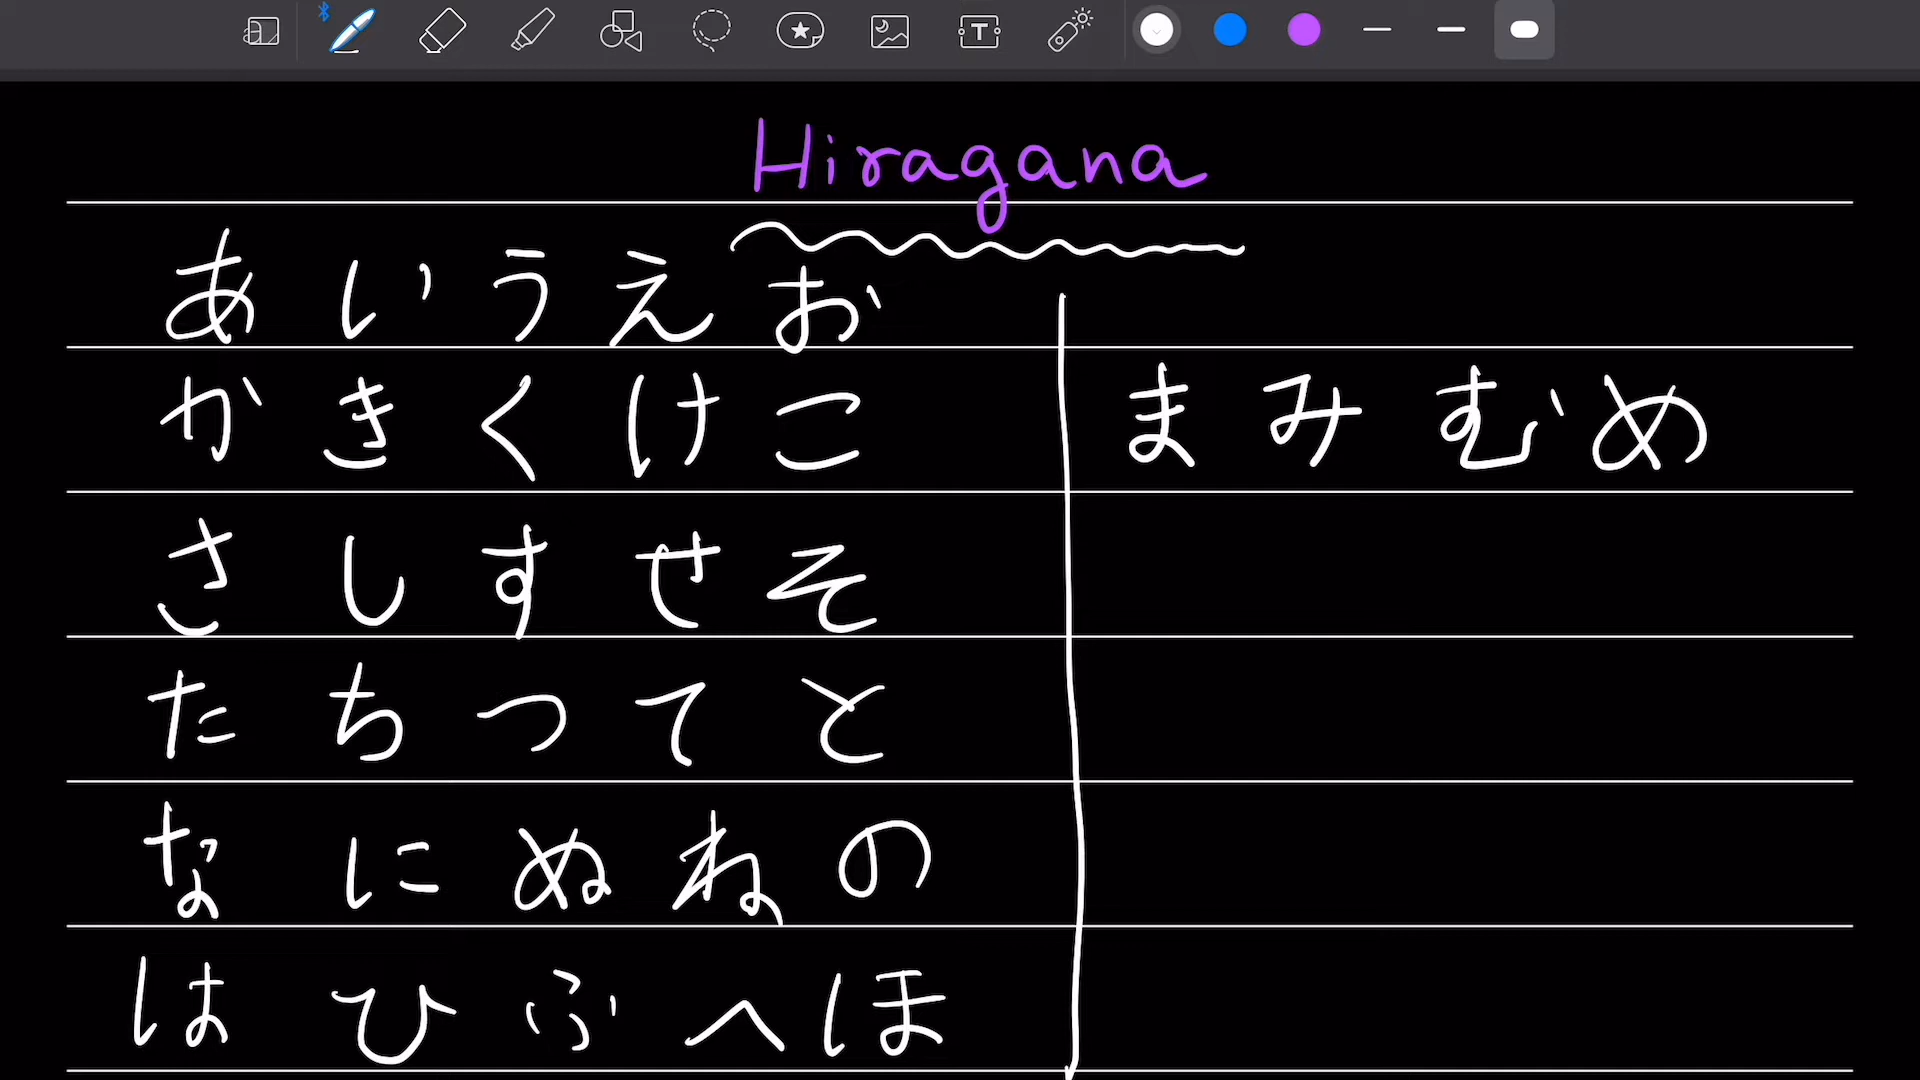 Hiragana
あ い う え お
か き く け こ
さ し す せ そ
た ち つ て と
な に ぬ ね の
は ひ ふ へ ほ
ま み む め